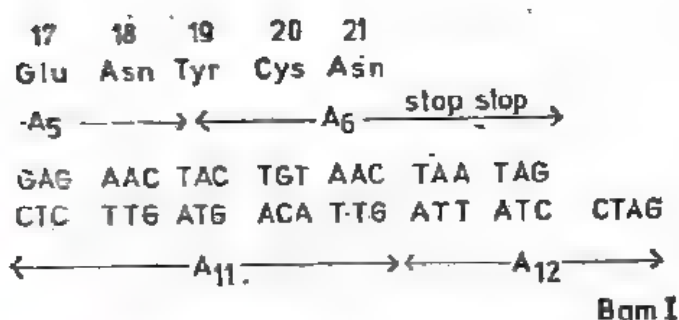 17 18 19 20 21
Glu Asn Tyr Cys Asn
-A5 A6 stop stop
GAG AAC TAC TGT AAC TAA TAG
CTC TTG ATG ACA T-TG ATT ATC CTAG
A11. A12
Bam I